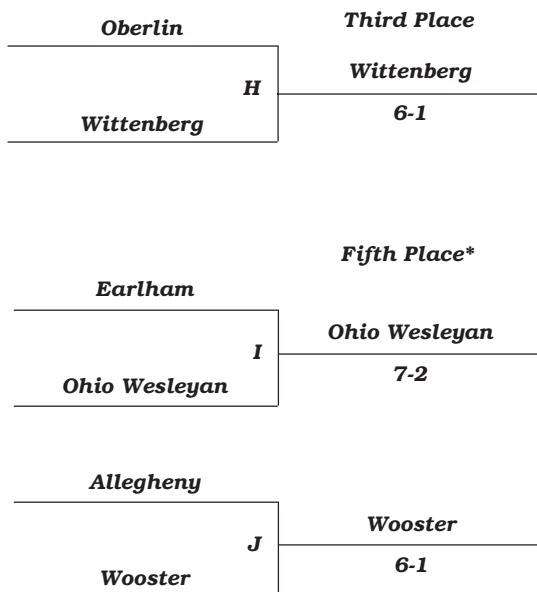 Oberlin
Third Place
H
Wittenberg
6-1
Wittenberg
Fifth Place*
Earlham
I
Ohio Wesleyan
7-2
Ohio Wesleyan
Allegheny
J
Wooster
6-1
Wooster